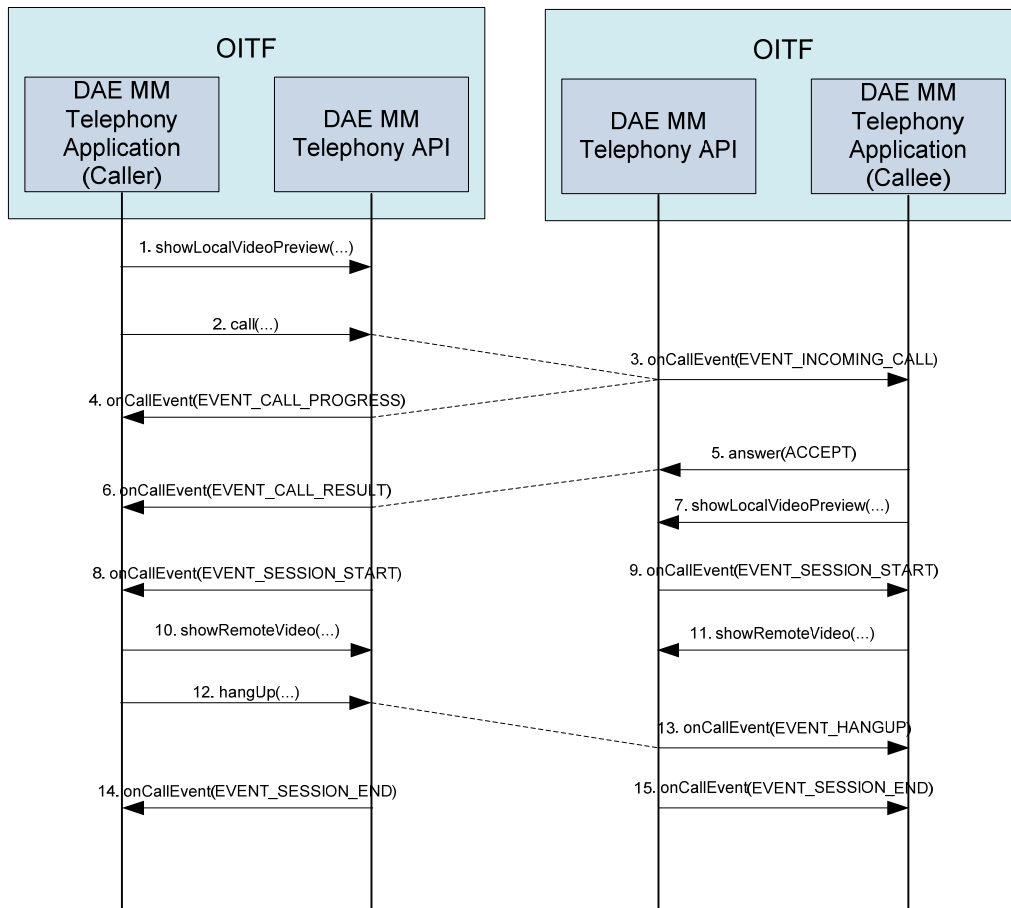 OITF
DAE MM
Telephony
Application
(Caller)
DAE MM
Telephony API
OITF
DAE MM
Telephony API
DAE MM
Telephony
Application
(Callee)
1. showLocalVideoPreview(...)
2. call(...)
3. onCallEvent(EVENT_INCOMING_CALL)
4. onCallEvent(EVENT_CALL_PROGRESS)
5. answer(ACCEPT)
6. onCallEvent(EVENT_CALL_RESULT)
7. showLocalVideoPreview(...)
8. onCallEvent(EVENT_SESSION_START)
9. onCallEvent(EVENT_SESSION_START)
10. showRemoteVideo(...)
11. showRemoteVideo(...)
12. hangUp(...)
13. onCallEvent(EVENT_HANGUP)
14. onCallEvent(EVENT_SESSION_END)
15. onCallEvent(EVENT_SESSION_END)